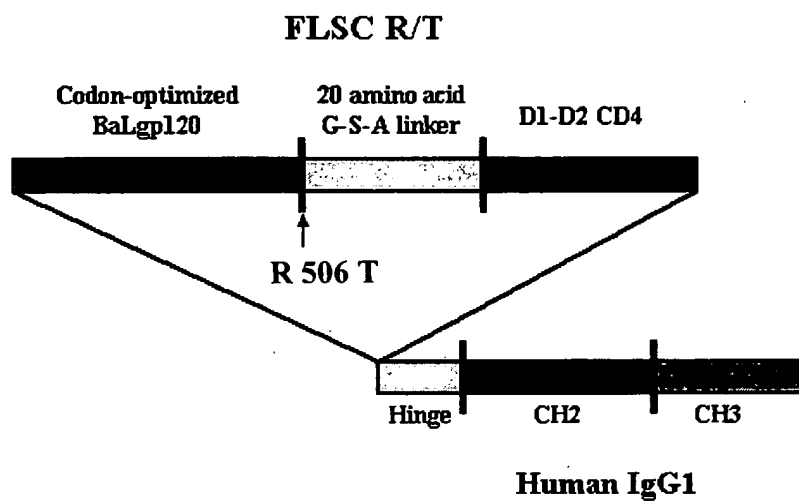 FLSC R/T
Codon-optimized
BaLgp120
20 amino acid
G-S-A linker
D1-D2 CD4
R 506 T
Hinge
CH2
CH3
Human IgG1